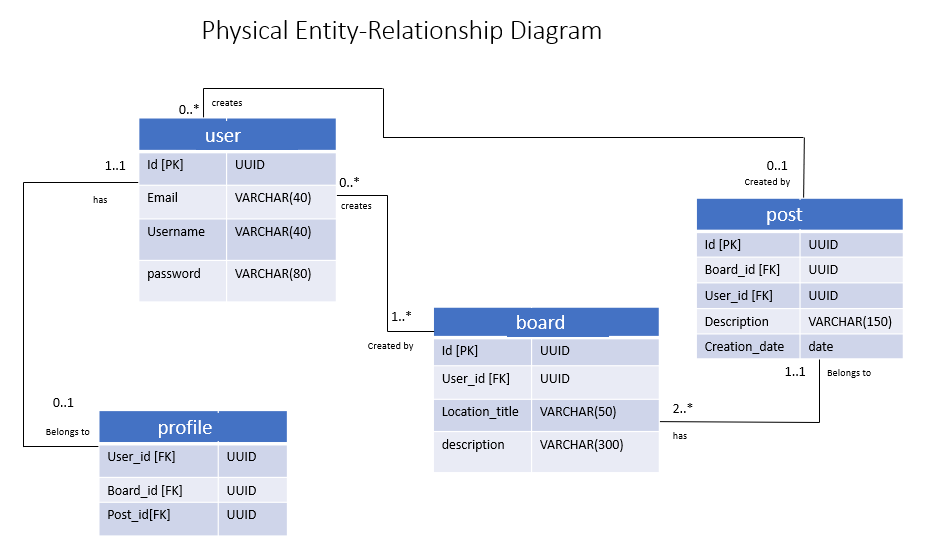 Physical Entity-Relationship Diagram
0..* creates
user
Id [PK] UUID
Email VARCHAR(40)
Username VARCHAR(40)
password VARCHAR(80)
1..1
has
0..*
creates
0..1
Created by
post
Id [PK] UUID
Board_id [FK] UUID
User_id [FK] UUID
Description VARCHAR(150)
Creation_date date
1..1 Belongs to
1..*
Created by
board
Id [PK] UUID
User_id [FK] UUID
Location_title VARCHAR(50)
description VARCHAR(300)
2..*
has
0..1
Belongs to
profile
User_id [FK] UUID
Board_id [FK] UUID
Post_id[FK] UUID